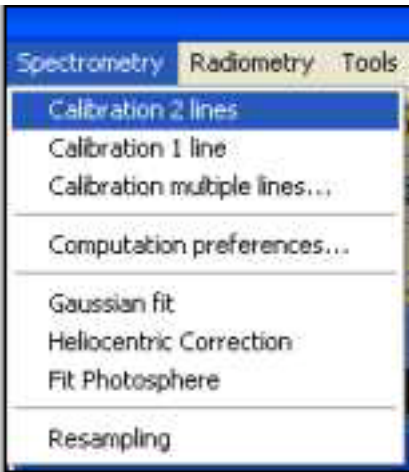 Spectrometry Radiometry Tools
Calibration 2 lines
Calibration 1 line
Calibration multiple lines...
Computation preferences...
Gaussian fit
Heliocentric Correction
Fit Photosphere
Resampling